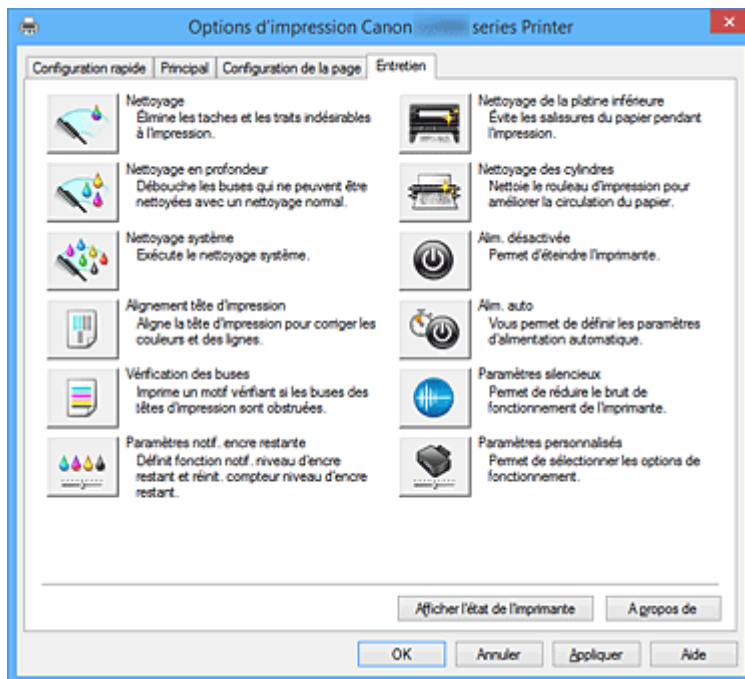 Options d'impression Canon series Printer
Configuration rapide
Principal
Configuration de la page
Entretien
Nettoyage
Élimine les taches et les traits indésirables
à l'impression.
Nettoyage en profondeur
Débouche les buses qui ne peuvent être
nettoyées avec un nettoyage normal.
Nettoyage système
Exécute le nettoyage système.
Alignement tête d'impression
Aligne la tête d'impression pour corriger les
couleurs et des lignes.
Vérification des buses
Imprime un motif vérifiant si les buses des
têtes d'impression sont obstruées.
Paramètres notif. encre restante
Définit fonction notif. niveau d'encre
restant et réinit. compteur niveau d'encre
restant.
Nettoyage de la platine inférieure
Évite les salissures du papier pendant
l'impression.
Nettoyage des cylindres
Nettoie le rouleau d'impression pour
améliorer la circulation du papier.
Alim. désactivée
Permet d'éteindre l'imprimante.
Alim. auto
Vous permet de définir les paramètres
d'alimentation automatique.
Paramètres silencieux
Permet de réduire le bruit de
fonctionnement de l'imprimante.
Paramètres personnalisés
Permet de sélectionner les options de
fonctionnement.
Afficher l'état de l'imprimante
A propos de
OK
Annuler
Appliquer
Aide